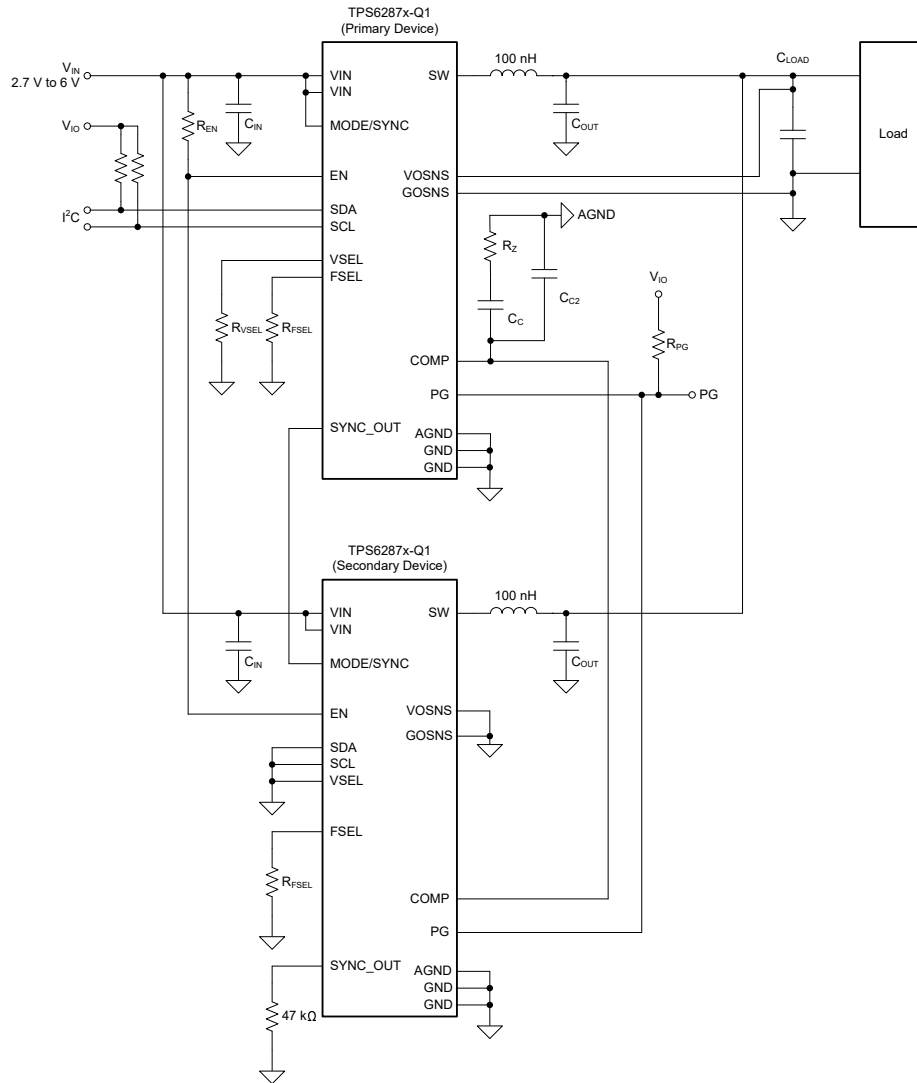 TPS6287x-Q1
(Primary Device)
V_IN
2.7 V to 6 V
V_IO
I²C
R_EN
C_IN
VIN
VIN
MODE/SYNC
EN
SDA
SCL
VSEL
FSEL
R_VSEL
R_FSEL
SYNC_OUT
SW
100 nH
C_OUT
C_LOAD
Load
VOSNS
GOSNS
AGND
R_Z
C_C
C_C2
V_IO
R_PG
COMP
PG
PG
AGND
GND
GND
TPS6287x-Q1
(Secondary Device)
C_IN
VIN
VIN
MODE/SYNC
EN
SDA
SCL
VSEL
FSEL
R_FSEL
SYNC_OUT
47 kΩ
SW
100 nH
C_OUT
VOSNS
GOSNS
COMP
PG
AGND
GND
GND